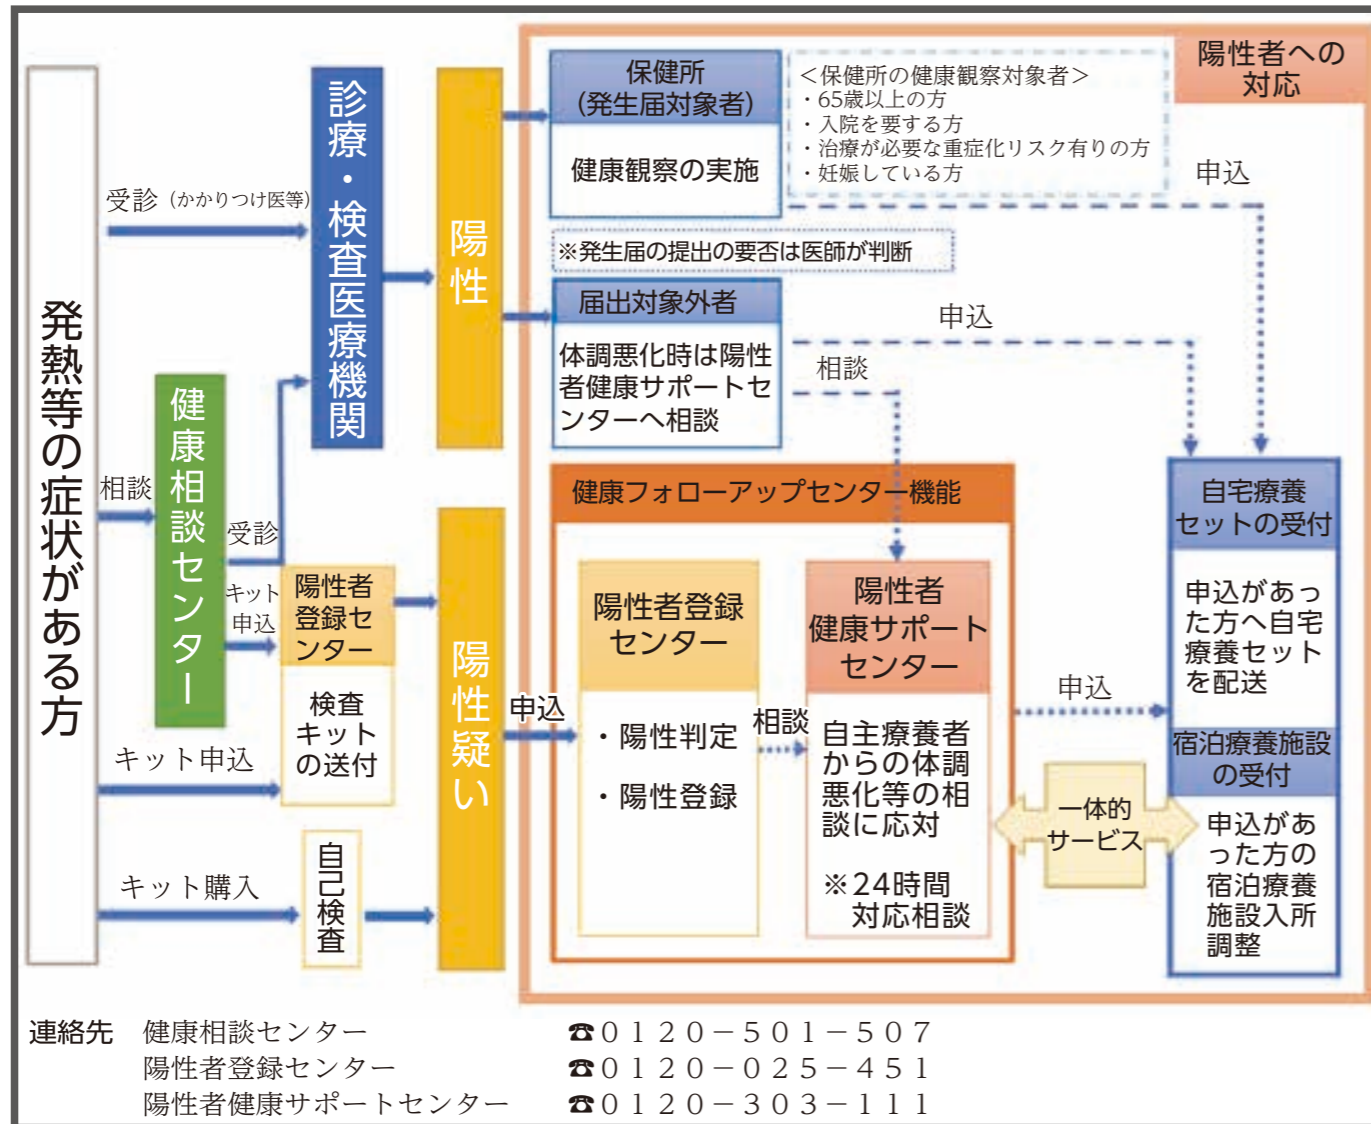 発熱等の症状がある方
受診（かかりつけ医等）
相談
健康相談センター
受診
キット
申込
キット申込
キット購入
診療・検査医療機関
陽性者
登録セ
ンター
検査
キット
の送付
自己検査
陽性
陽性疑い
申込
陽性者への
対応
保健所
（発生届対象者）
健康観察の実施
＜保健所の健康観察対象者＞
・65歳以上の方
・入院を要する方
・治療が必要な重症化リスク有りの方
・妊娠している方
申込
※発生届の提出の要否は医師が判断
届出対象外者
体調悪化時は陽性
者健康サポートセ
ンターへ相談
申込
相談
健康フォローアップセンター機能
陽性者登録
センター
・陽性判定
・陽性登録
相談
陽性者
健康サポート
センター
自主療養者
からの体調
悪化等の相
談に応対
※24時間
対応相談
申込
一体的
サービス
自宅療養
セットの受付
申込があっ
た方へ自宅
療養セット
を配送
宿泊療養施設
の受付
申込があ
った方の
宿泊療養
施設入所
調整
連絡先　健康相談センター　☎０１２０－５０１－５０７
陽性者登録センター　☎０１２０－０２５－４５１
陽性者健康サポートセンター　☎０１２０－３０３－１１１